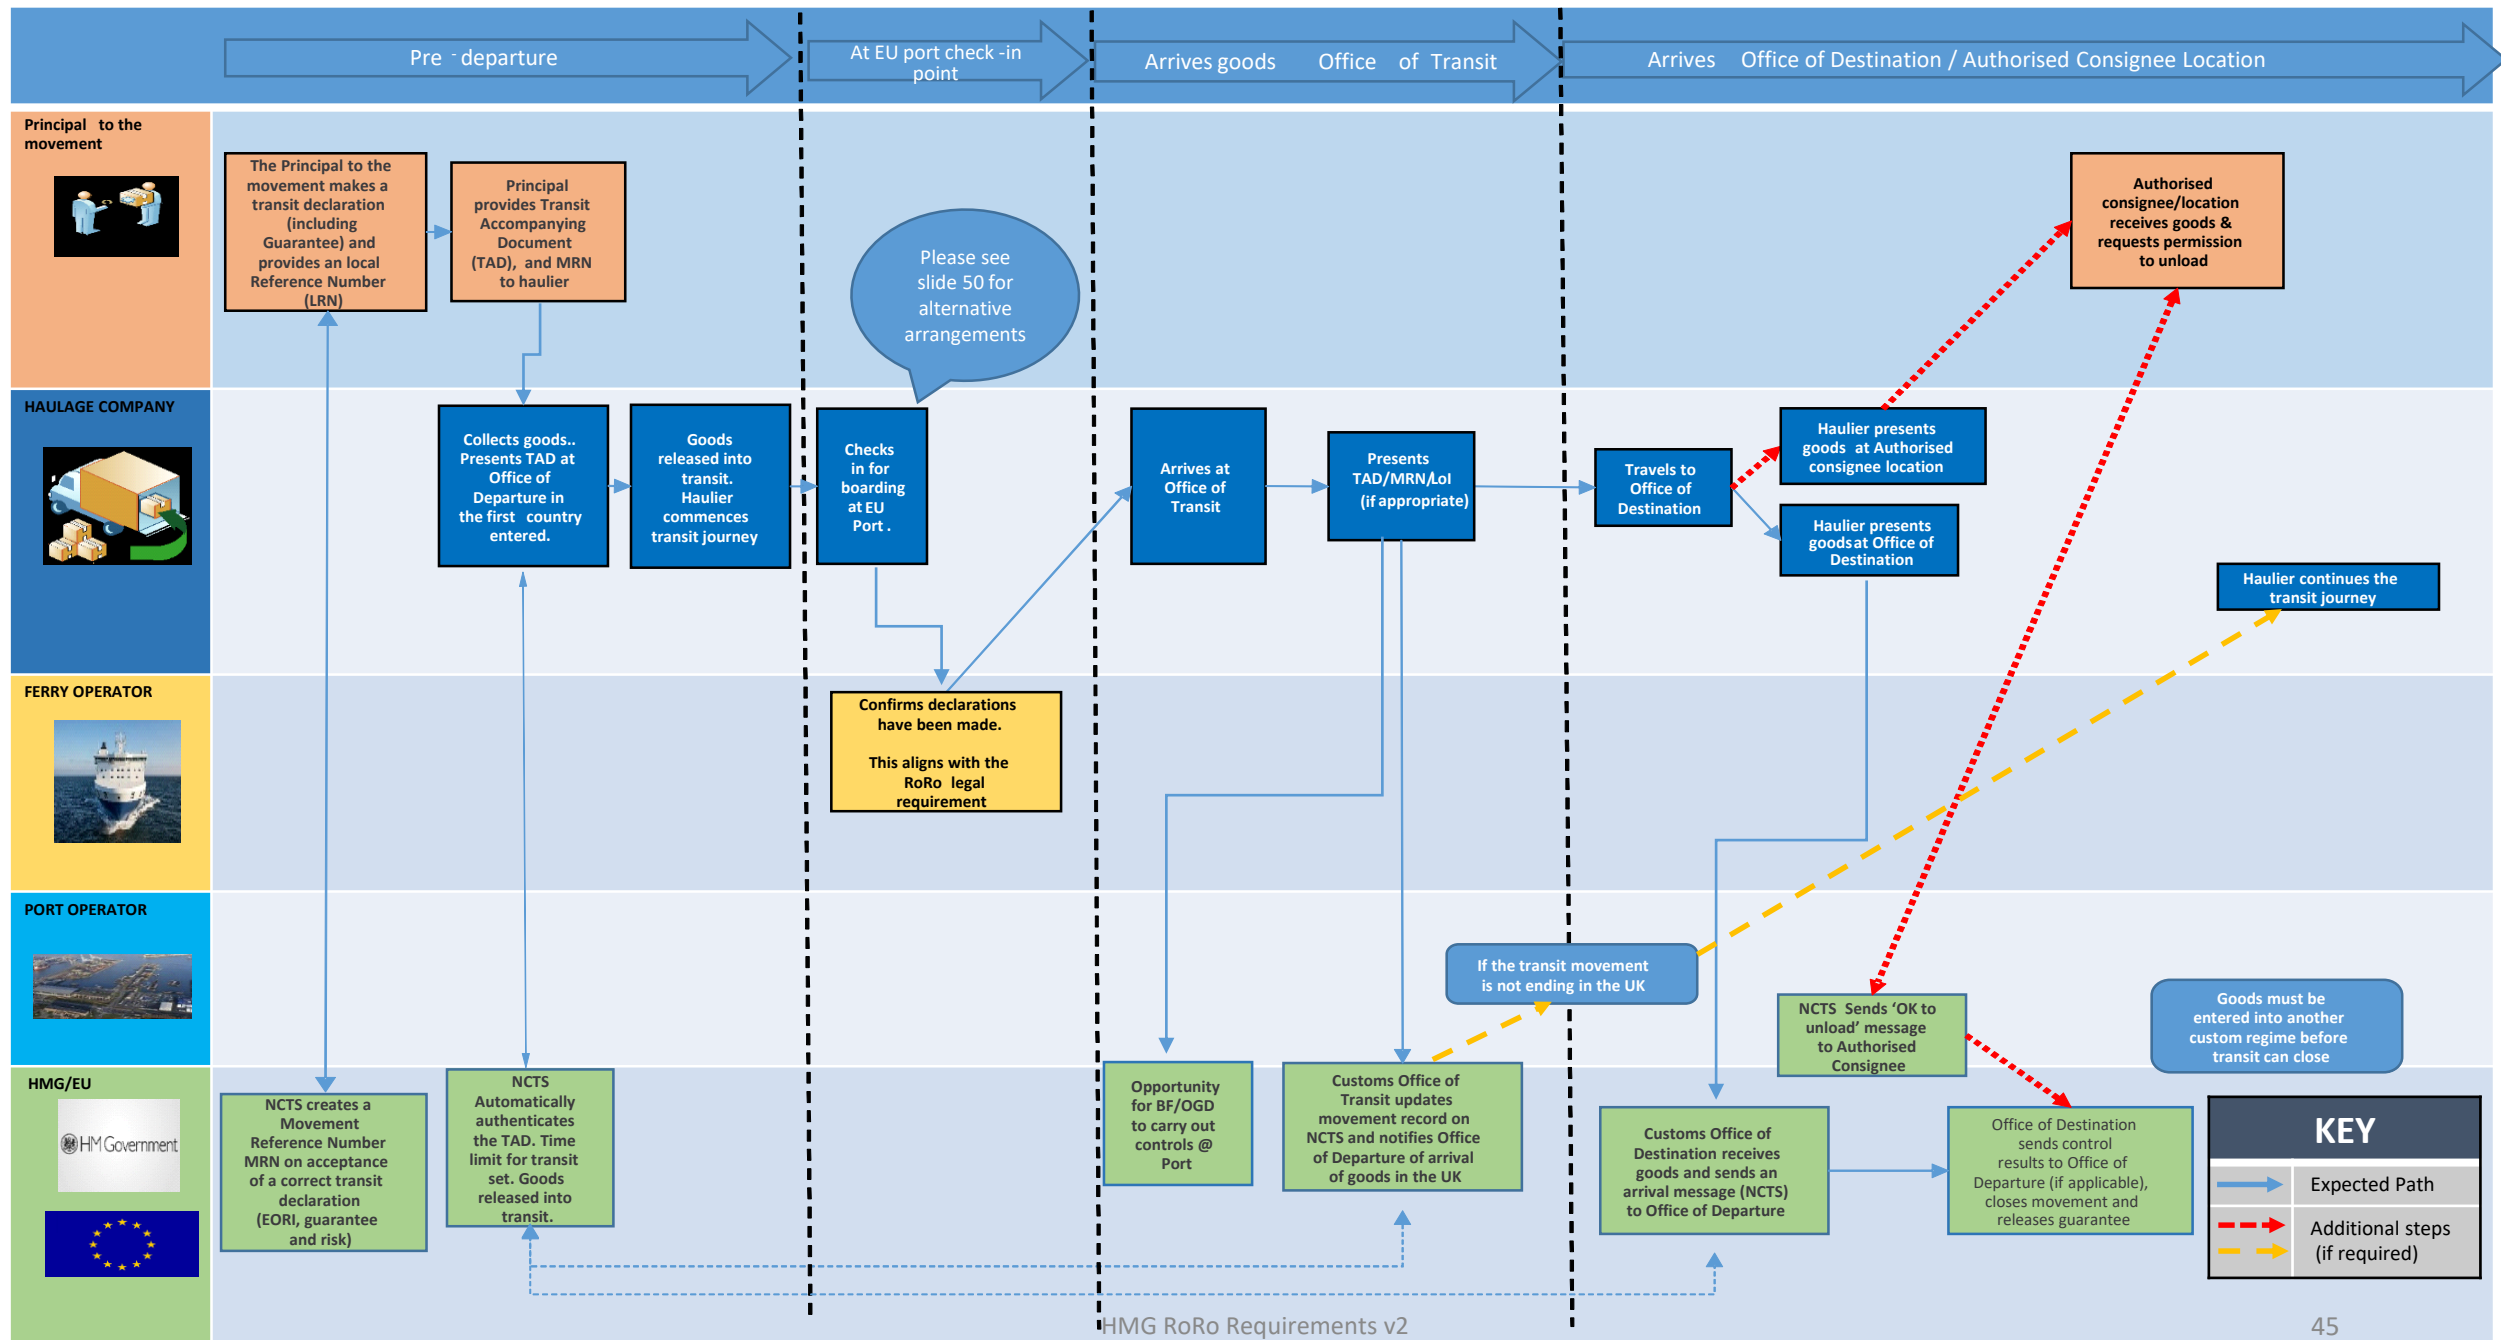 Pre - departure
At EU port check -in
point
Arrives goods Office of Transit
Arrives Office of Destination / Authorised Consignee Location
Principal to the
movement
The Principal to the
movement makes a
transit declaration
(including
Guarantee) and
provides an local
Reference Number
(LRN)
Principal
provides Transit
Accompanying
Document
(TAD), and MRN
to haulier
Please see
slide 50 for
alternative
arrangements
Authorised
consignee/location
receives goods &
requests permission
to unload
HAULAGE COMPANY
Collects goods..
Presents TAD at
Office of
Departure in
the first country
entered.
Goods
released into
transit.
Haulier
commences
transit journey
Checks
in for
boarding
at EU
Port .
Arrives at
Office of
Transit
Presents
TAD/MRN/LoI
(if appropriate)
Travels to
Office of
Destination
Haulier presents
goods at Authorised
consignee location
Haulier presents
goods at Office of
Destination
Haulier continues the
transit journey
FERRY OPERATOR
Confirms declarations
have been made.
This aligns with the
RoRo legal
requirement
PORT OPERATOR
If the transit movement
is not ending in the UK
NCTS Sends ‘OK to
unload’ message
to Authorised
Consignee
Goods must be
entered into another
custom regime before
transit can close
HMG/EU
HM Government
NCTS creates a
Movement
Reference Number
MRN on acceptance
of a correct transit
declaration
(EORI, guarantee
and risk)
NCTS
Automatically
authenticates
the TAD. Time
limit for transit
set. Goods
released into
transit.
Opportunity
for BF/OGD
to carry out
controls @
Port
Customs Office of
Transit updates
movement record on
NCTS and notifies Office
of Departure of arrival
of goods in the UK
Customs Office of
Destination receives
goods and sends an
arrival message (NCTS)
to Office of Departure
Office of Destination
sends control
results to Office of
Departure (if applicable),
closes movement and
releases guarantee
KEY
Expected Path
Additional steps
(if required)
HMG RoRo Requirements v2
45